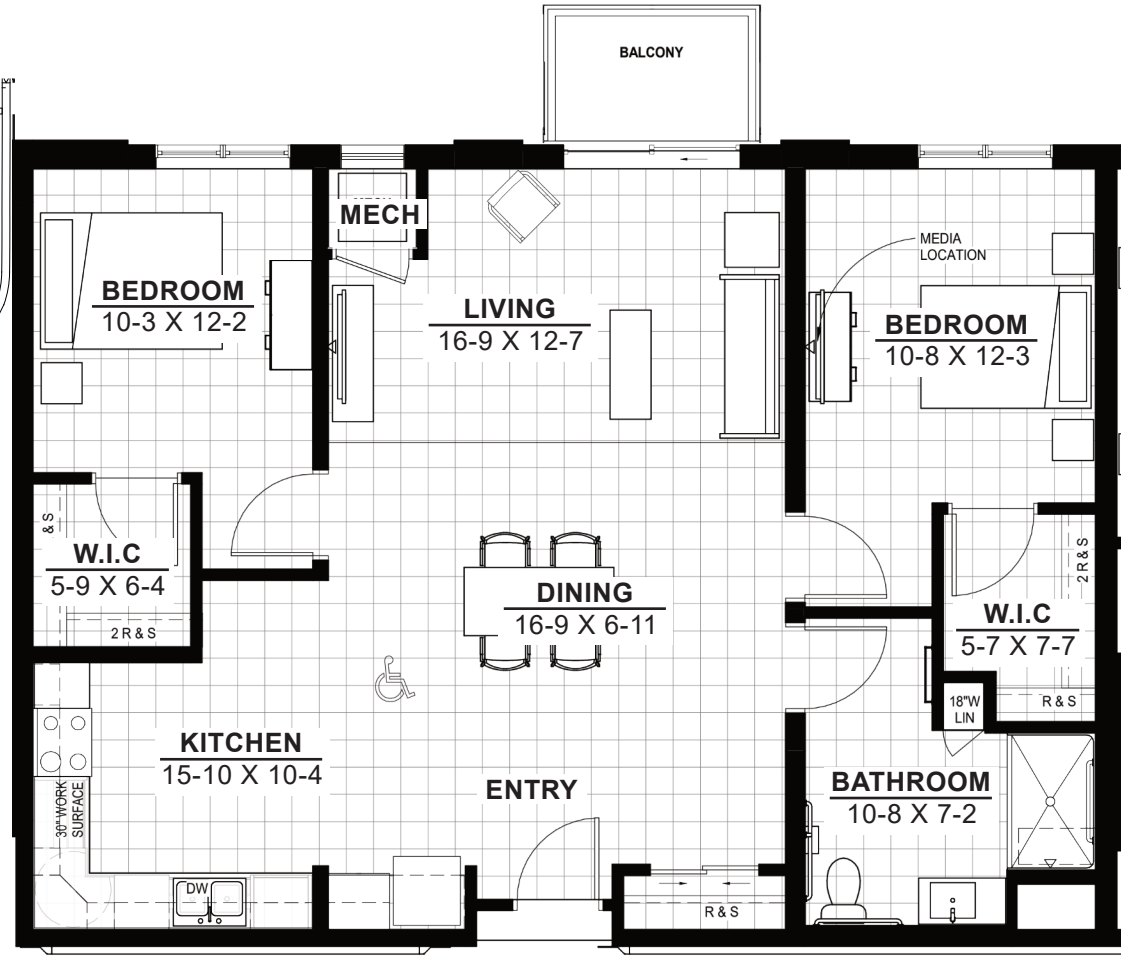 BALCONY
MECH
MEDIA
LOCATION
BEDROOM
10-3 X 12-2
LIVING
16-9 X 12-7
BEDROOM
10-8 X 12-3
& S
W.I.C
5-9 X 6-4
2 R & S
DINING
16-9 X 6-11
2 R & S
W.I.C
5-7 X 7-7
R & S
18"W
LIN
KITCHEN
15-10 X 10-4
ENTRY
BATHROOM
10-8 X 7-2
30" WORK
SURFACE
DW
R & S